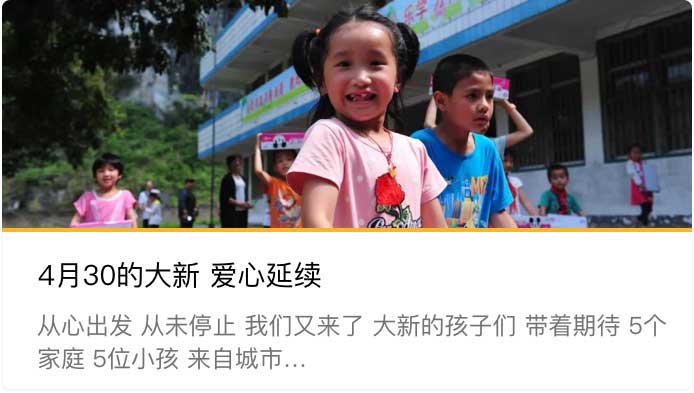 乐学
4月30的大新 爱心延续
从心出发 从未停止 我们又来了 大新的孩子们 带着期待 5个
家庭 5位小孩 来自城市...